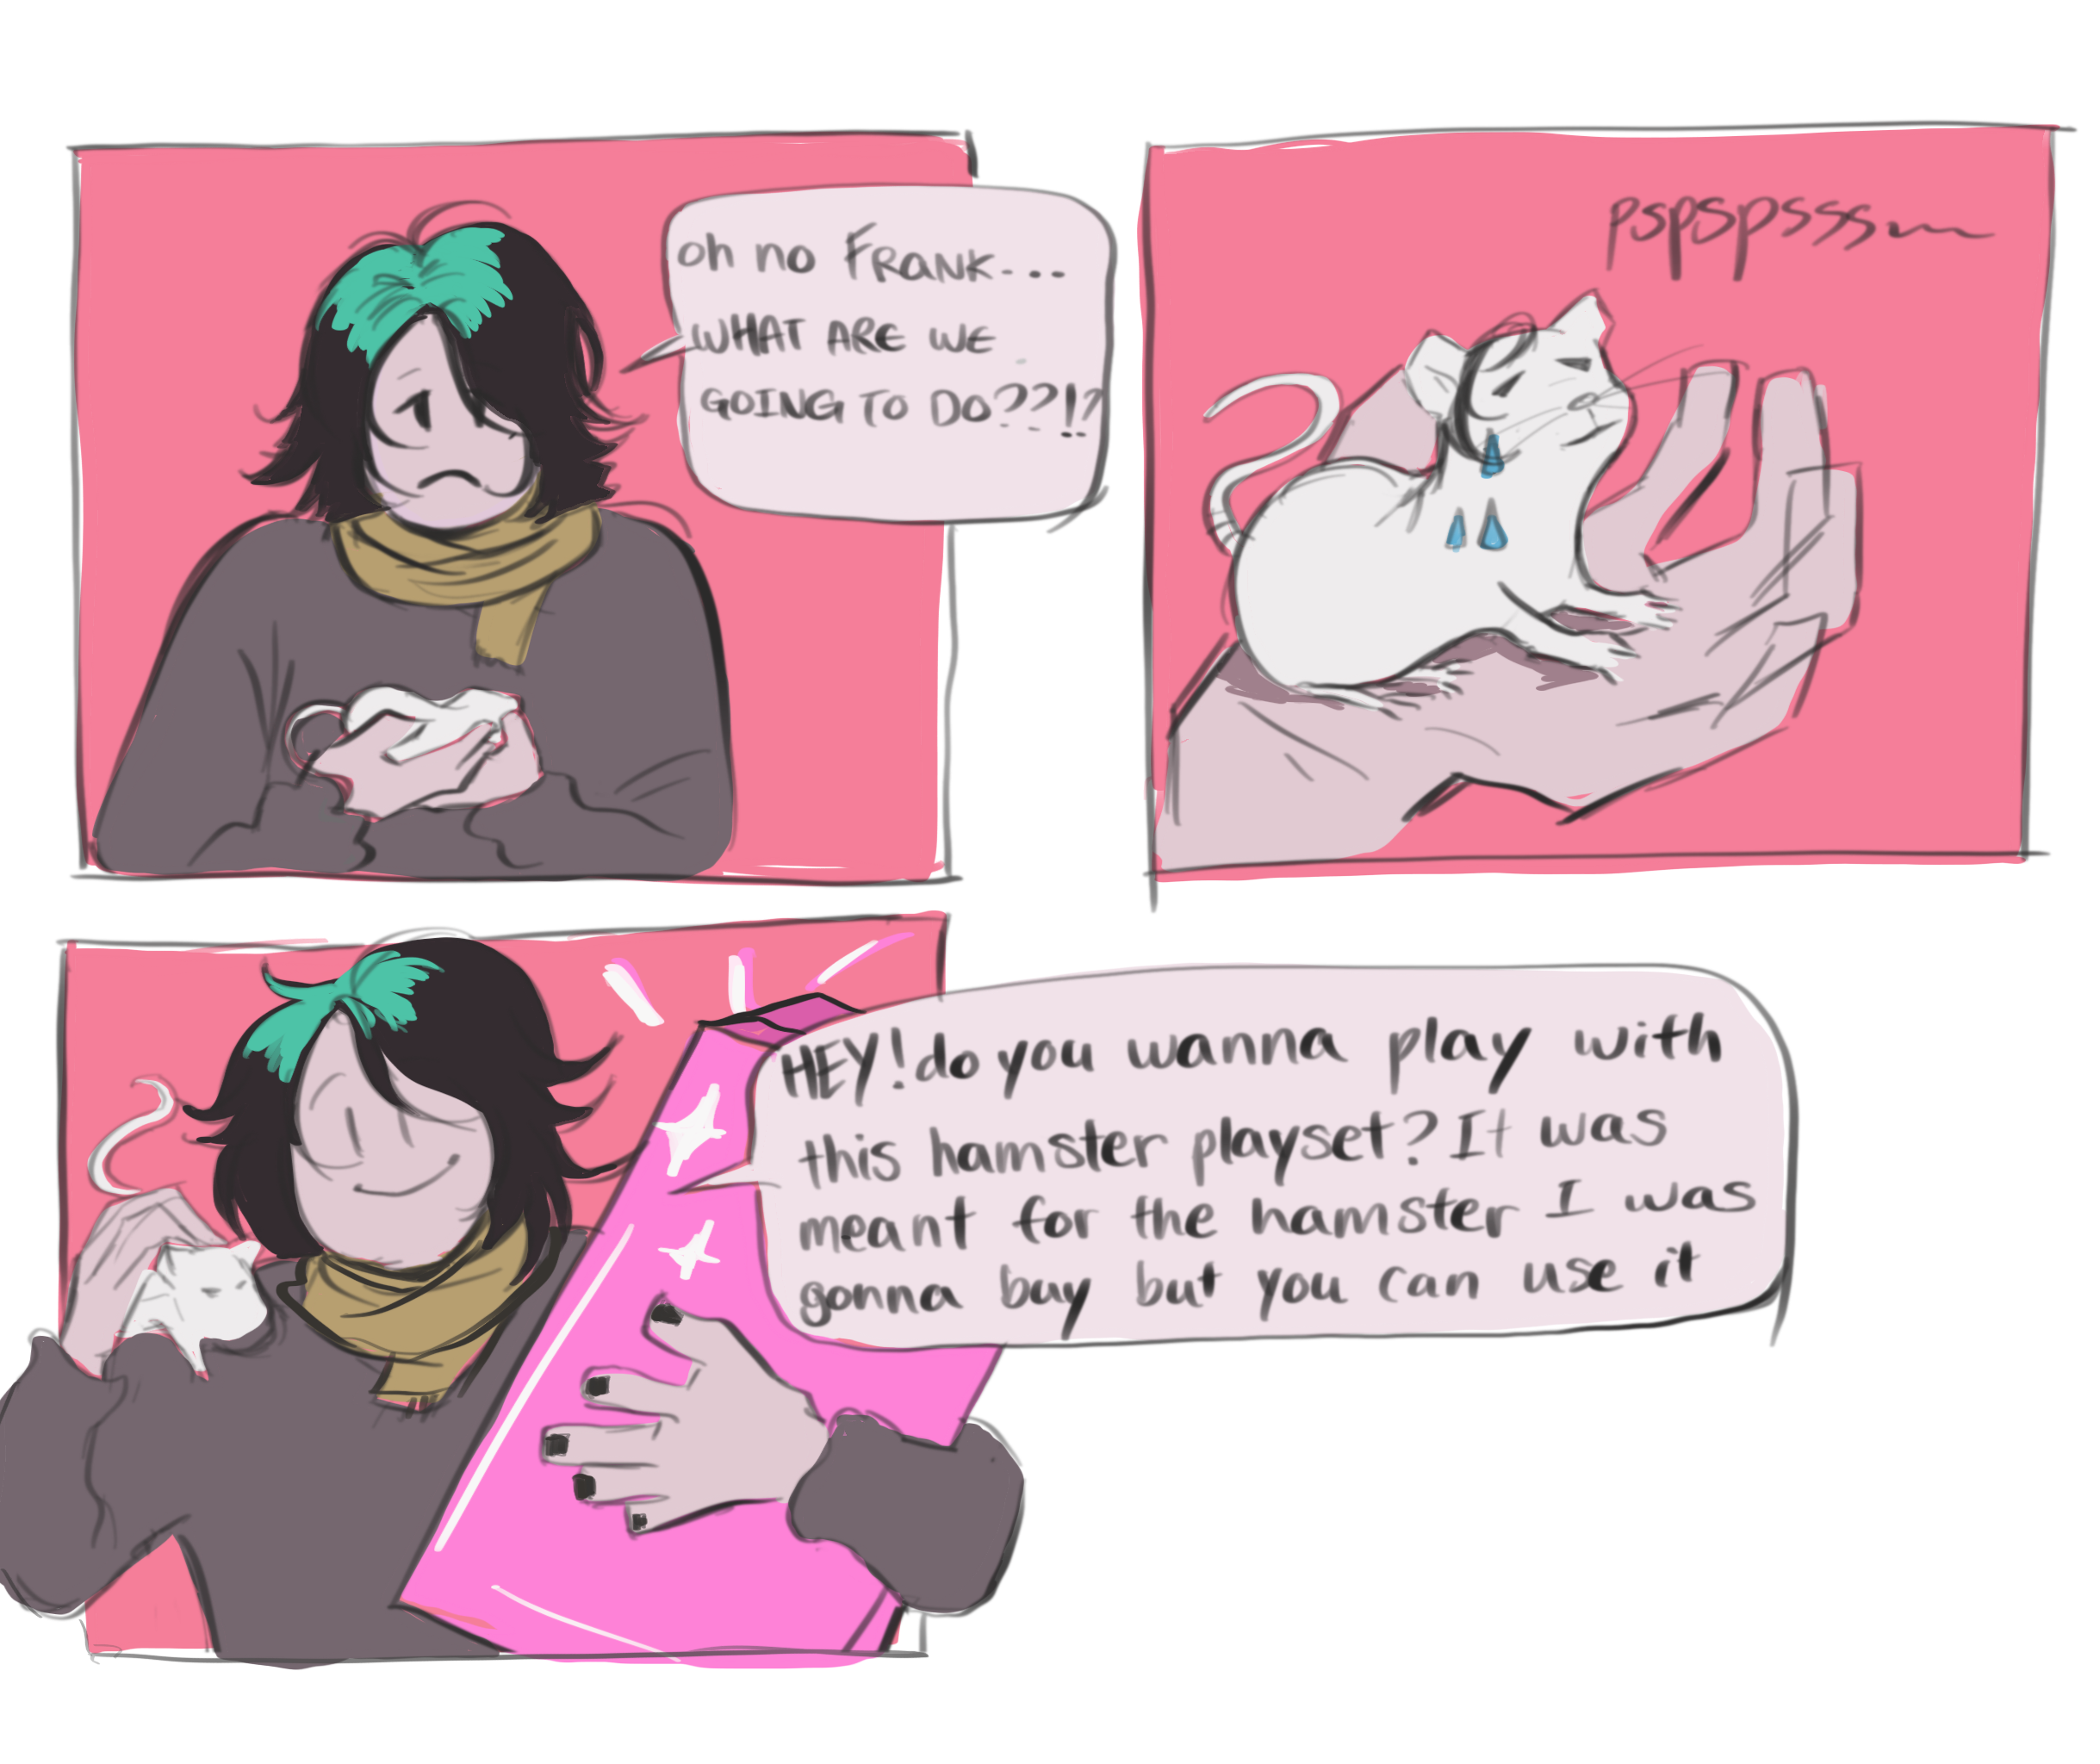 oh no FRANK....
WHAT ARE WE
GOING TO DO??!?
pspspsss
HEY! do you wanna play with
this hamster playset? It was
meant for the hamster I was
gonna buy but you can use it